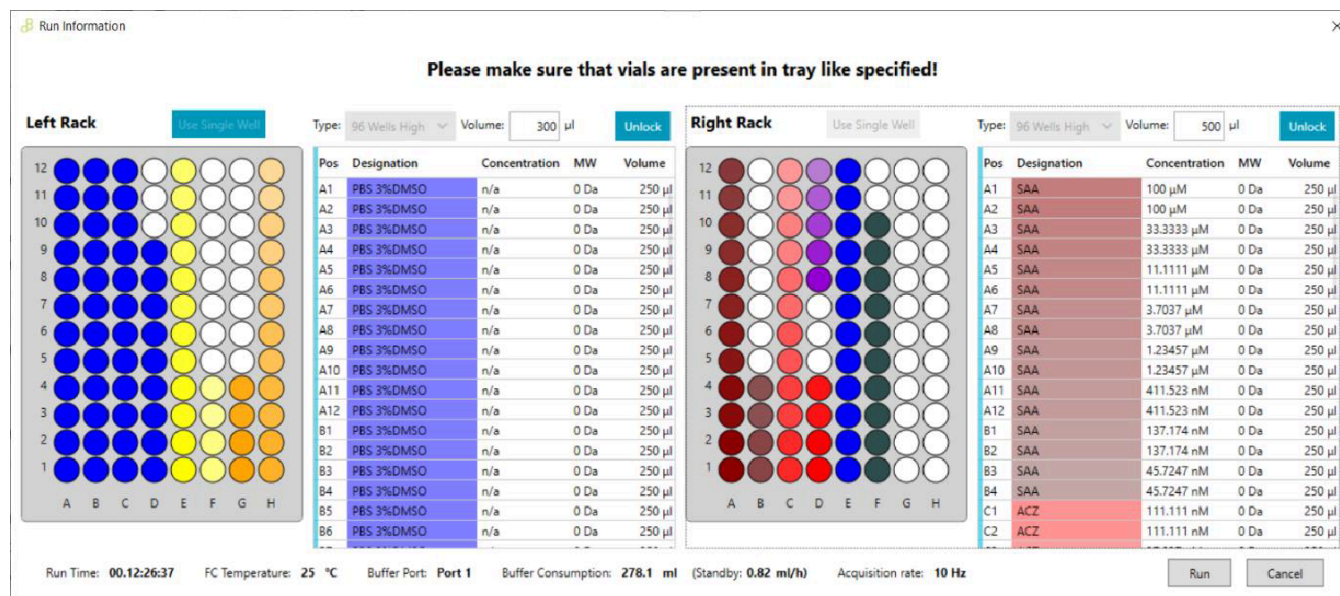 Run Information
Please make sure that vials are present in tray like specified!
Left Rack Use Single Well Type: 96 Wells High Volume: 300 µl Unlock
Pos Designation Concentration MW Volume
12
11
10
9
8
7
6
5
4
3
2
1
A B C D E F G H
A1 PBS 3%DMSO n/a 0 Da 250 µl
A2 PBS 3%DMSO n/a 0 Da 250 µl
A3 PBS 3%DMSO n/a 0 Da 250 µl
A4 PBS 3%DMSO n/a 0 Da 250 µl
A5 PBS 3%DMSO n/a 0 Da 250 µl
A6 PBS 3%DMSO n/a 0 Da 250 µl
A7 PBS 3%DMSO n/a 0 Da 250 µl
A8 PBS 3%DMSO n/a 0 Da 250 µl
A9 PBS 3%DMSO n/a 0 Da 250 µl
A10 PBS 3%DMSO n/a 0 Da 250 µl
A11 PBS 3%DMSO n/a 0 Da 250 µl
A12 PBS 3%DMSO n/a 0 Da 250 µl
B1 PBS 3%DMSO n/a 0 Da 250 µl
B2 PBS 3%DMSO n/a 0 Da 250 µl
B3 PBS 3%DMSO n/a 0 Da 250 µl
B4 PBS 3%DMSO n/a 0 Da 250 µl
B5 PBS 3%DMSO n/a 0 Da 250 µl
B6 PBS 3%DMSO n/a 0 Da 250 µl
Right Rack Use Single Well Type: 96 Wells High Volume: 500 µl Unlock
Pos Designation Concentration MW Volume
12
11
10
9
8
7
6
5
4
3
2
1
A B C D E F G H
A1 SAA 100 µM 0 Da 250 µl
A2 SAA 100 µM 0 Da 250 µl
A3 SAA 33.3333 µM 0 Da 250 µl
A4 SAA 33.3333 µM 0 Da 250 µl
A5 SAA 11.1111 µM 0 Da 250 µl
A6 SAA 11.1111 µM 0 Da 250 µl
A7 SAA 3.7037 µM 0 Da 250 µl
A8 SAA 3.7037 µM 0 Da 250 µl
A9 SAA 1.23457 µM 0 Da 250 µl
A10 SAA 1.23457 µM 0 Da 250 µl
A11 SAA 411.523 nM 0 Da 250 µl
A12 SAA 411.523 nM 0 Da 250 µl
B1 SAA 137.174 nM 0 Da 250 µl
B2 SAA 137.174 nM 0 Da 250 µl
B3 SAA 45.7247 nM 0 Da 250 µl
B4 SAA 45.7247 nM 0 Da 250 µl
C1 ACZ 111.111 nM 0 Da 250 µl
C2 ACZ 111.111 nM 0 Da 250 µl
Run Time: 00.12:26:37 FC Temperature: 25 °C Buffer Port: Port 1 Buffer Consumption: 278.1 ml (Standby: 0.82 ml/h) Acquisition rate: 10 Hz Run Cancel